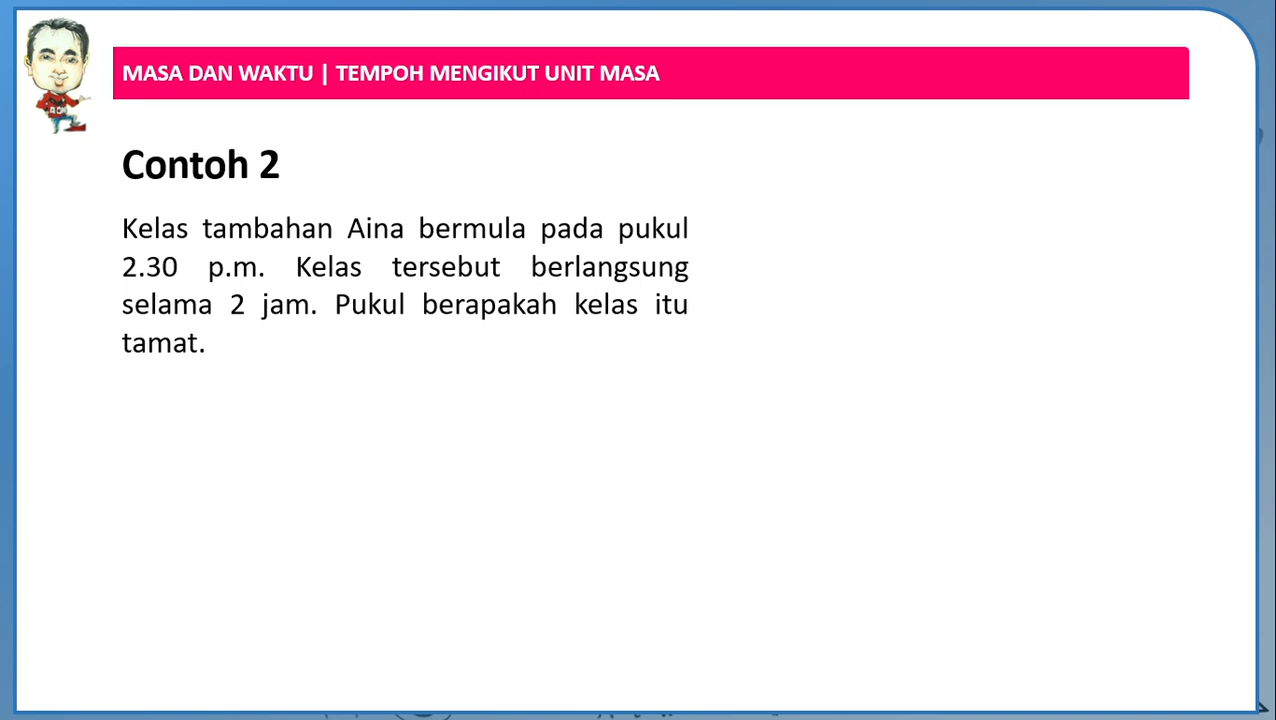 MASA DAN WAKTU | TEMPOH MENGIKUT UNIT MASA
Contoh 2
Kelas tambahan Aina bermula pada pukul
2.30 p.m. Kelas tersebut berlangsung
selama 2 jam. Pukul berapakah kelas itu
tamat.